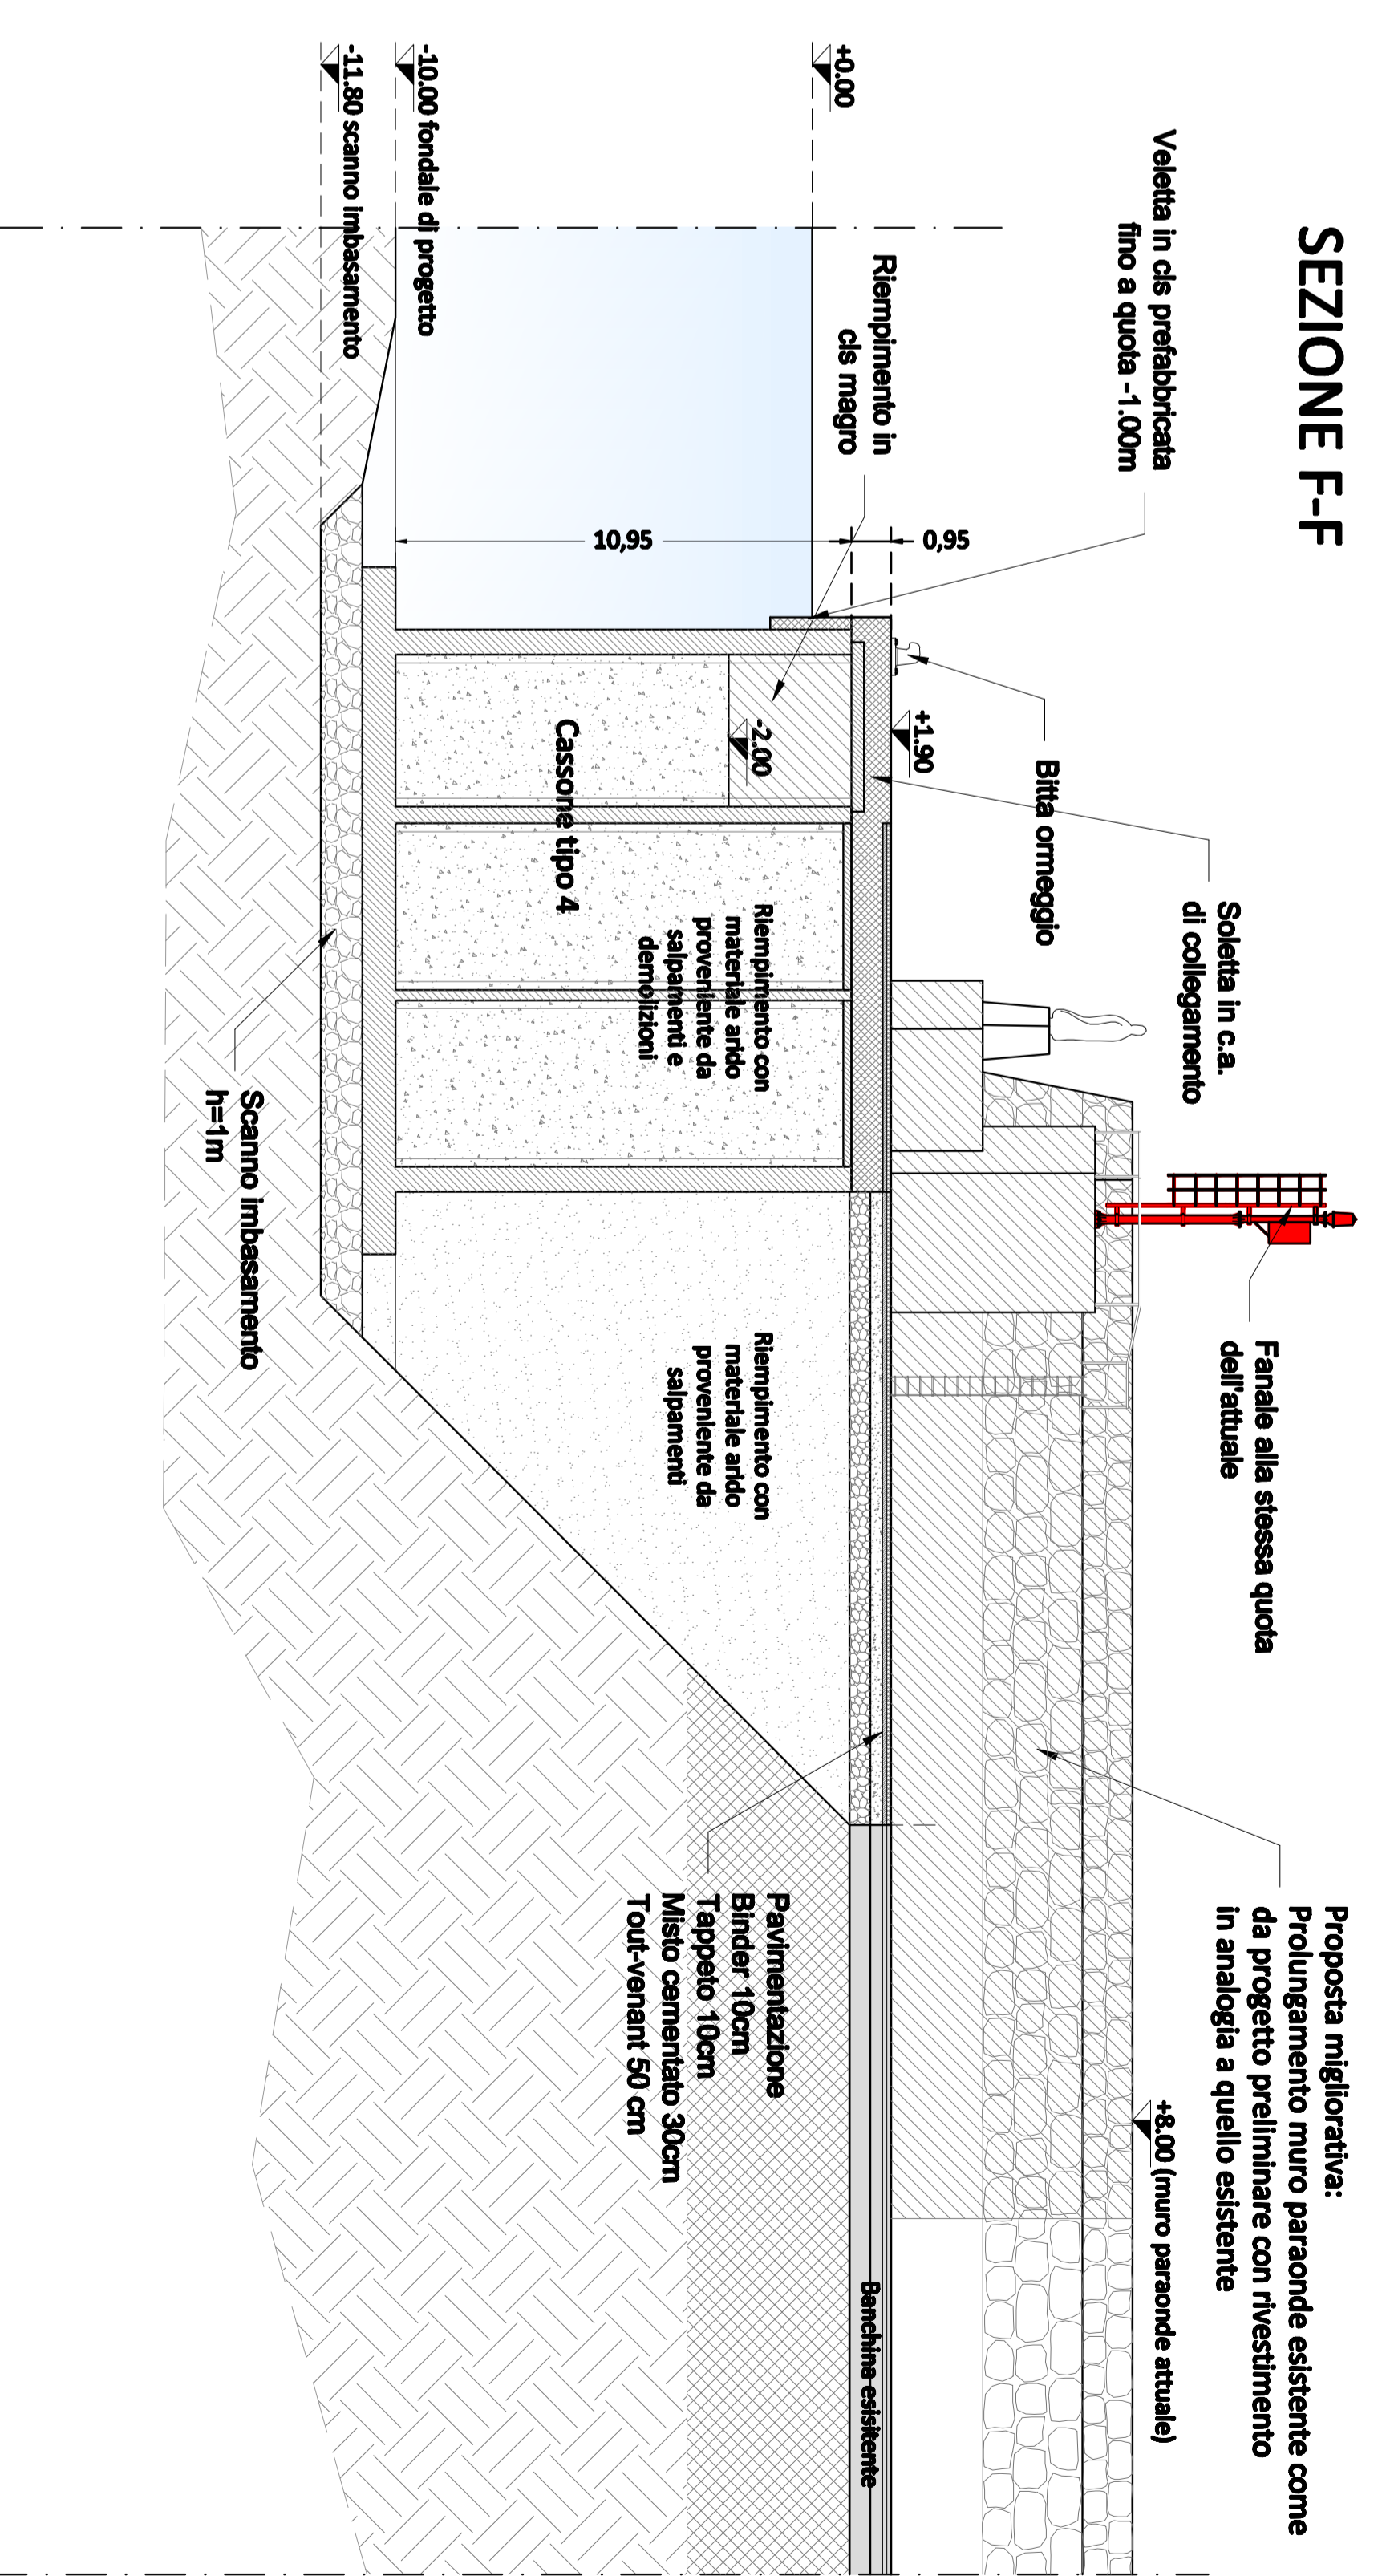 SEZIONE F-F
Proposta migliorativa:
Prolungamento muro paraonde esistente come
da progetto preliminare con rivestimento
in analogia a quello esistente
Fanale alla stessa quota
dell'attuale
Soletta in c.a.
di collegamento
Veletta in cls prefabbricata
fino a quota -1.00m
+8.00 (muro paraonde attuale)
Bitta ormeggio
Riempimento in
cls magro
0,95
+1.90
+0.00
Banchina esisitente
-2.00
10,95
Cassone tipo 4
Riempimento con
materiale arido
proveniente da
salpamenti e
demolizioni
Riempimento con
materiale arido
proveniente da
salpamenti
Pavimentazione
Binder 10cm
Tappeto 10cm
Misto cementato 30cm
Tout-venant 50 cm
-10.00 fondale di progetto
-11.80 scanno imbasamento
Scanno imbasamento
h=1m